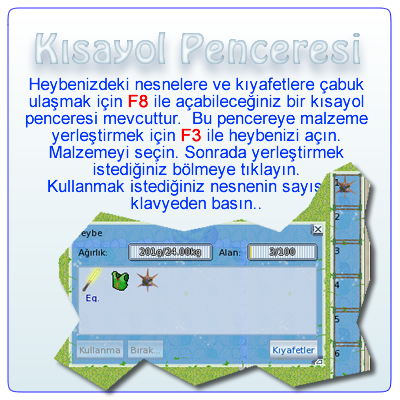 Kısayol Penceresi
Heybenizdeki nesnelere ve kıyafetlere çabuk
ulaşmak için F8 ile açabileceğiniz bir kısayol
penceresi mevcuttur. Bu pencereye malzeme
yerleştirmek için F3 ile heybenizi açın.
Malzemeyi seçin. Sonrada yerleştirmek
istediğiniz bölmeye tıklayın.
Kullanmak istediğiniz nesnenin sayıs
klavyeden basın..
1
2
3
4
5
6
eybe
Ağırlık: 201g/24.00kg Alan: 3/100
Eq.
Kullanma Bırak... Kıyafetler